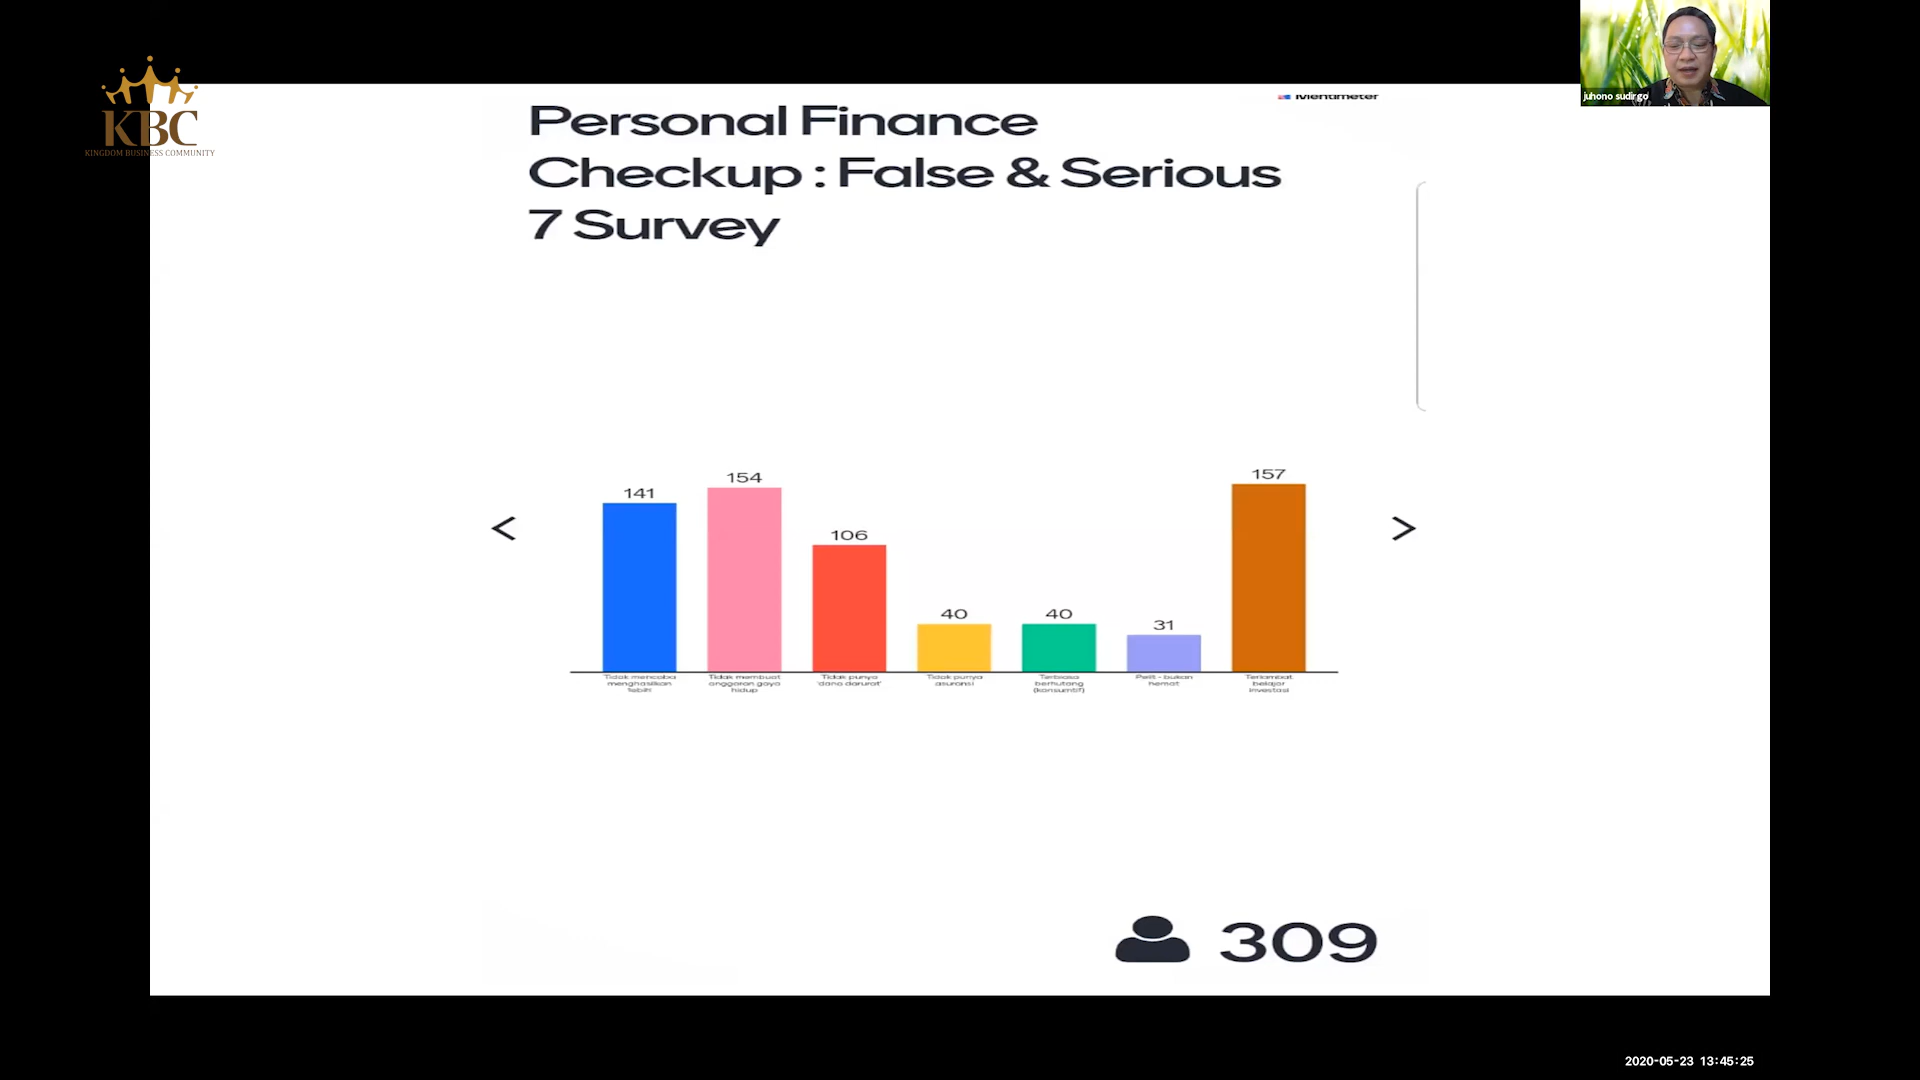 juhono sudirgo
KBC
KINGDOM BUSINESS COMMUNITY
Mentimeter
Personal Finance
Checkup : False & Serious
7 Survey
141
154
106
40
40
31
157
<
>
Tidak mencoba
menghasilkan
'lebih'
Tidak membuat
anggaran gaya
hidup
Tidak punya
'dana darurat'
Tidak punya
asuransi
Terbiasa
berhutang
(konsumtif)
Pelit - bukan
hemat
Terlambat
belajar
investasi
309
2020-05-23 13:45:25